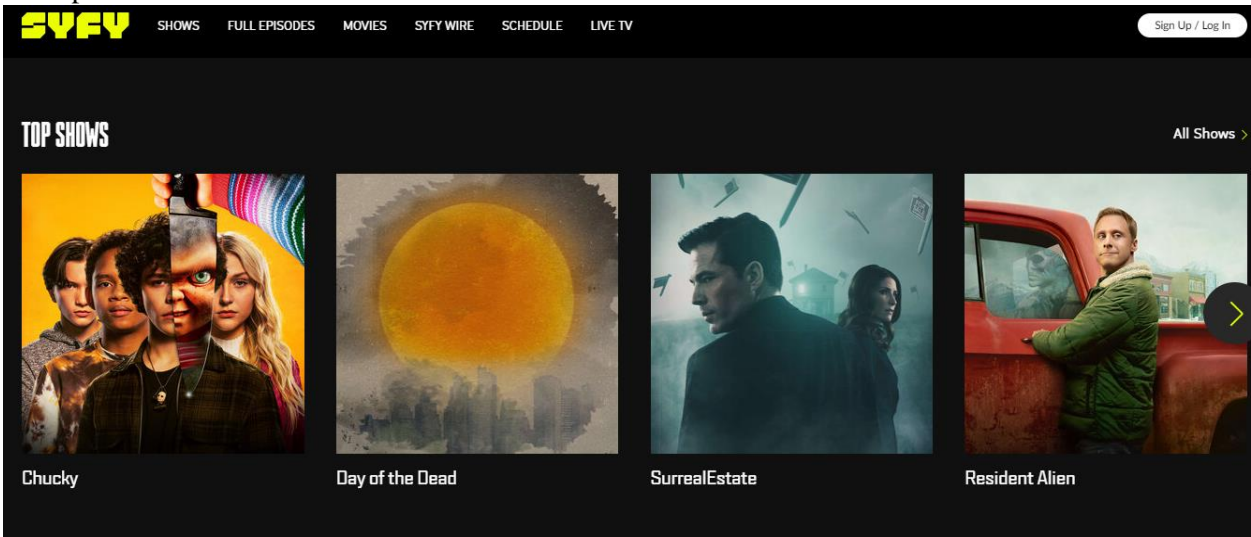 SYFY SHOWS FULL EPISODES MOVIES SYFY WIRE SCHEDULE LIVE TV Sign Up / Log In
TOP SHOWS All Shows >
Chucky Day of the Dead SurrealEstate Resident Alien